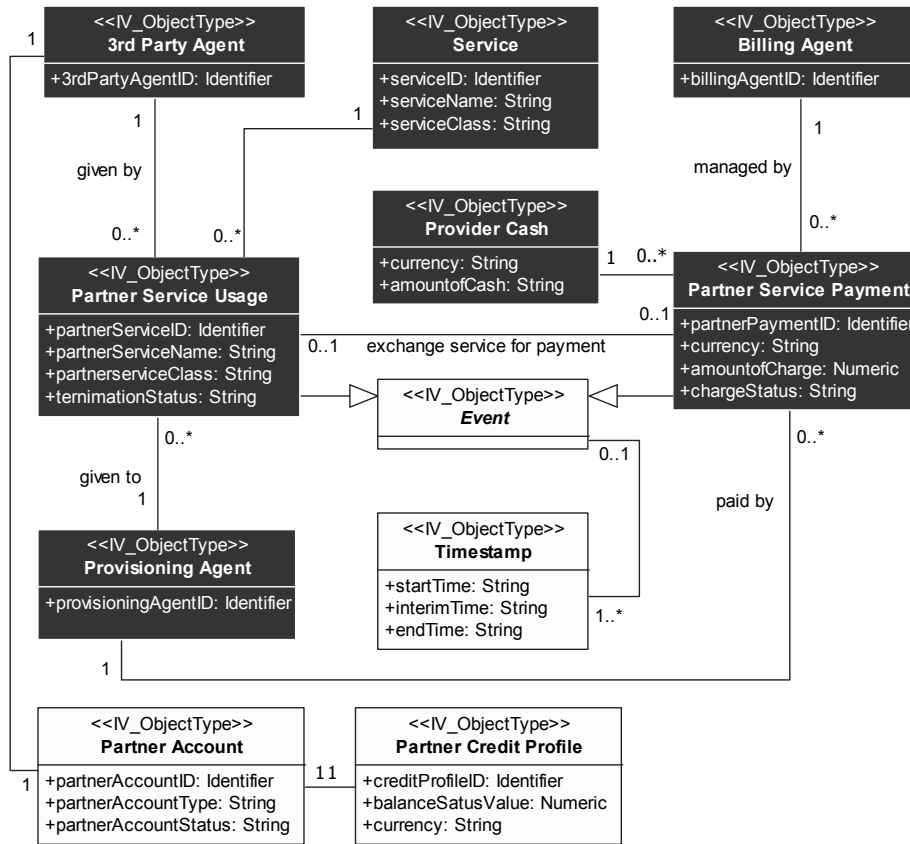 <<IV_ObjectType>>
3rd Party Agent
+3rdPartyAgentID: Identifier
<<IV_ObjectType>>
Service
+serviceID: Identifier
+serviceName: String
+serviceClass: String
<<IV_ObjectType>>
Billing Agent
+billingAgentID: Identifier
1
1
given by
0..*
1
0..*
1
managed by
0..*
<<IV_ObjectType>>
Provider Cash
+currency: String
+amountofCash: String
1
0..*
<<IV_ObjectType>>
Partner Service Usage
+partnerServiceID: Identifier
+partnerServiceName: String
+partnerserviceClass: String
+ternimationStatus: String
<<IV_ObjectType>>
Partner Service Payment
+partnerPaymentID: Identifier
+currency: String
+amountofCharge: Numeric
+chargeStatus: String
0..1
0..1
exchange service for payment
<<IV_ObjectType>>
Event
0..*
given to
1
0..1
0..*
paid by
<<IV_ObjectType>>
Provisioning Agent
+provisioningAgentID: Identifier
<<IV_ObjectType>>
Timestamp
+startTime: String
+interimTime: String
+endTime: String
1..*
1
<<IV_ObjectType>>
Partner Account
+partnerAccountID: Identifier
+partnerAccountType: String
+partnerAccountStatus: String
1
11
<<IV_ObjectType>>
Partner Credit Profile
+creditProfileID: Identifier
+balanceSatusValue: Numeric
+currency: String